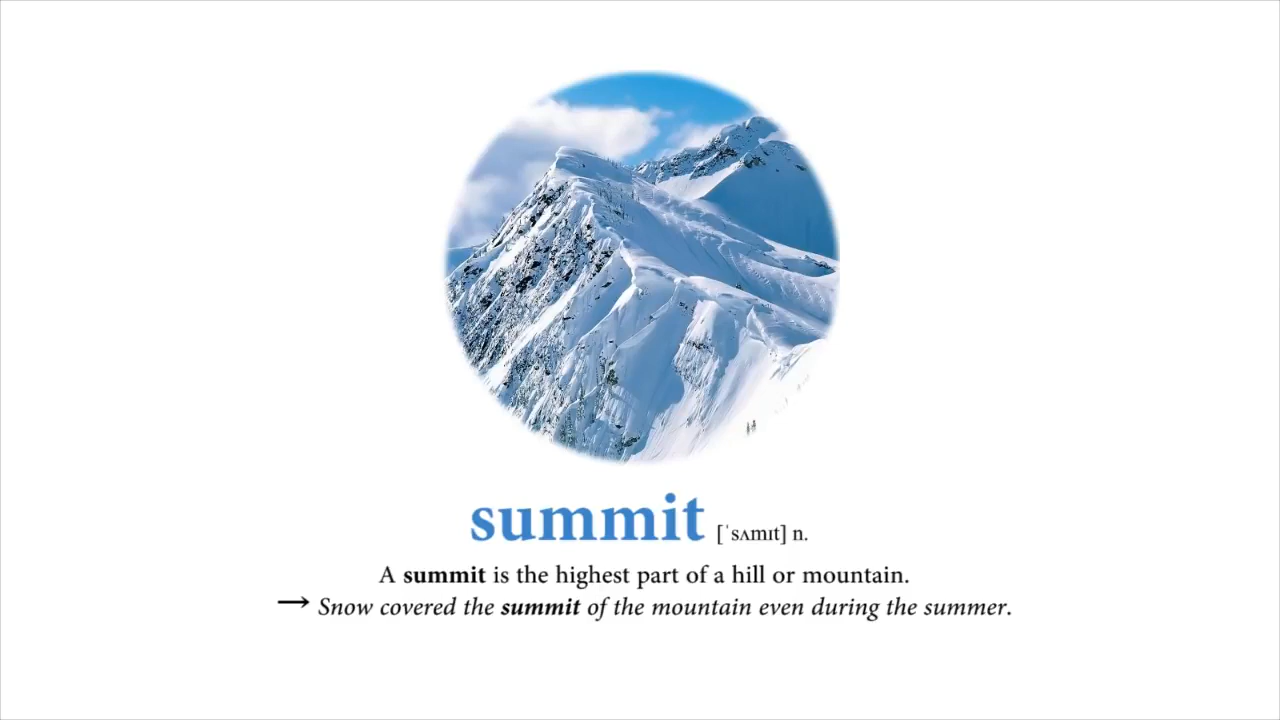 summit [ˈsʌmɪt] n.
A summit is the highest part of a hill or mountain.
→ Snow covered the summit of the mountain even during the summer.